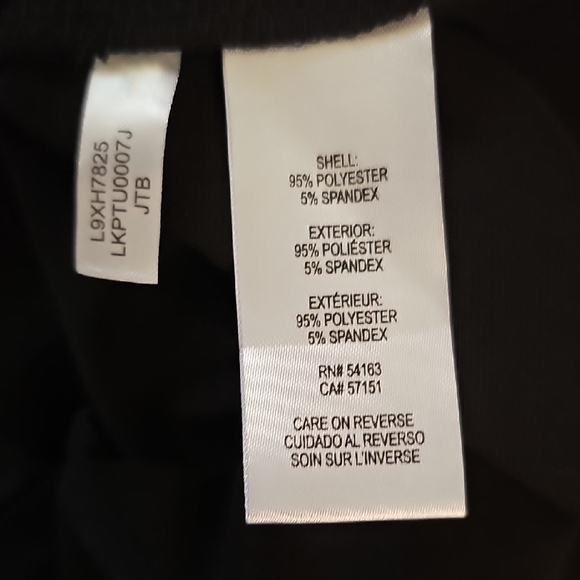 L9XH7825
LKPTU0007J
JTB
SHELL:
95% POLYESTER
5% SPANDEX
EXTERIOR:
95% POLIÉSTER
5% SPANDEX
EXTÉRIEUR:
95% POLYESTER
5% SPANDEX
RN# 54163
CA# 57151
CARE ON REVERSE
CUIDADO AL REVERSO
SOIN SUR L'INVERSE